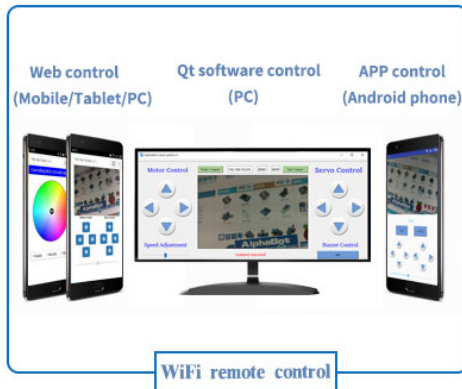 Web control
(Mobile/Tablet/PC)
Qt software control
(PC)
APP control
(Android phone)
Motor Control
Servo Control
AlphaBot
Speed Adjustment
Buzzer Control
WiFi remote control